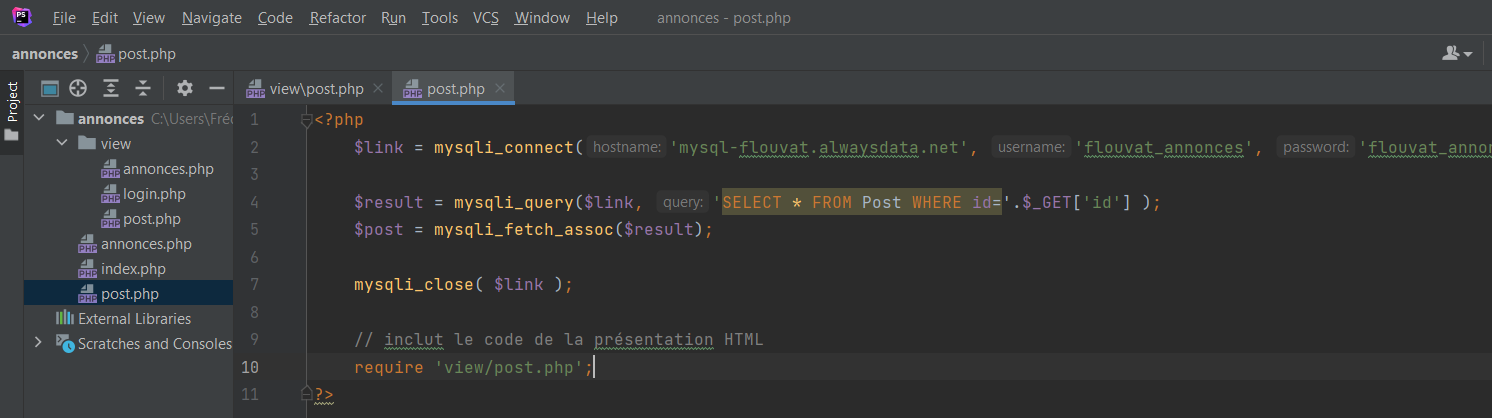 PS File Edit View Navigate Code Refactor Run Tools VCS Window Help annonces - post.php
annonces post.php
Project
view\post.php post.php
annonces C:\Users\Fréd
view
annonces.php
login.php
post.php
annonces.php
index.php
post.php
External Libraries
Scratches and Consoles
1 <?php
2 $link = mysqli_connect( hostname: 'mysql-flouvat.alwaysdata.net', username: 'flouvat_annonces', password: 'flouvat_annon
3
4 $result = mysqli_query($link, query: 'SELECT * FROM Post WHERE id='.$_GET['id'] );
5 $post = mysqli_fetch_assoc($result);
6
7 mysqli_close( $link );
8
9 // inclut le code de la présentation HTML
10 require 'view/post.php';
11 ?>